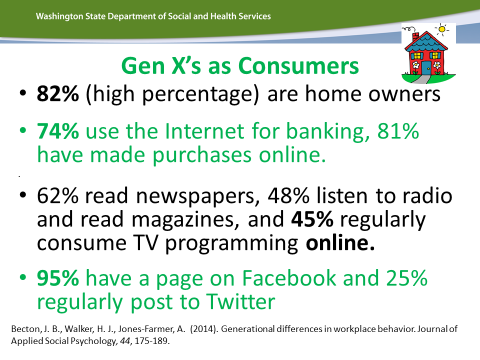 Washington State Department of Social and Health Services
Gen X's as Consumers
• 82% (high percentage) are home owners
• 74% use the Internet for banking, 81%
have made purchases online.
.
• 62% read newspapers, 48% listen to radio
and read magazines, and 45% regularly
consume TV programming online.
• 95% have a page on Facebook and 25%
regularly post to Twitter
Becton, J. B., Walker, H. J., Jones-Farmer, A. (2014). Generational differences in workplace behavior. Journal of
Applied Social Psychology, 44, 175-189.